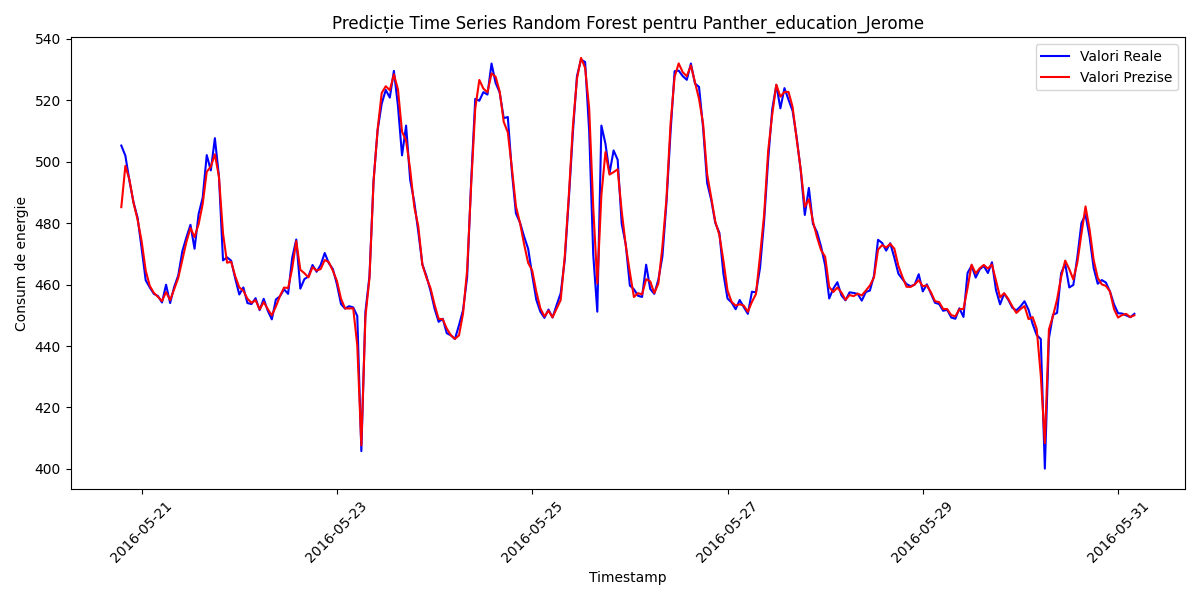 Predicție Time Series Random Forest pentru Panther_education_Jerome
Valori Reale
Valori Prezise
Consum de energie
540
520
500
480
460
440
420
400
2016-05-21
2016-05-23
2016-05-25
2016-05-27
2016-05-29
2016-05-31
Timestamp